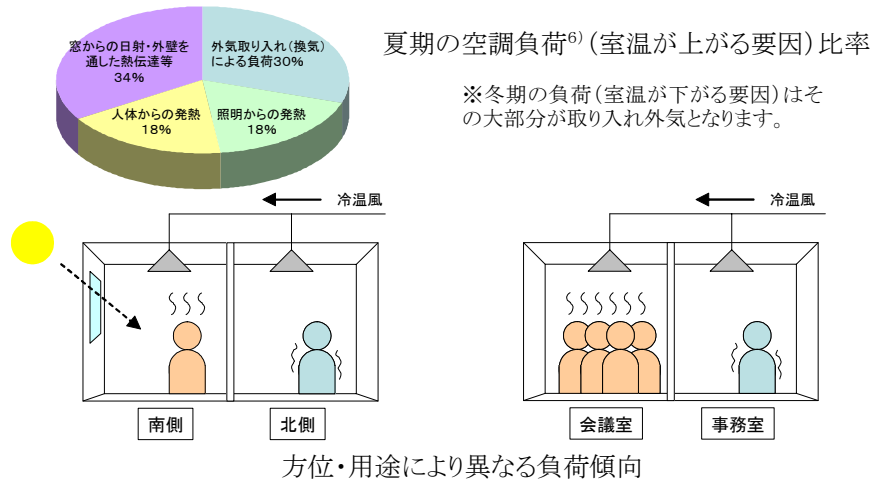 窓からの日射・外壁を
通した熱伝達等
34%
外気取り入れ(換気)
による負荷30%
人体からの発熱
18%
照明からの発熱
18%
夏期の空調負荷6)(室温が上がる要因)比率
※冬期の負荷(室温が下がる要因)はそ
の大部分が取り入れ外気となります。
冷温風
冷温風
南側
北側
会議室
事務室
方位・用途により異なる負荷傾向